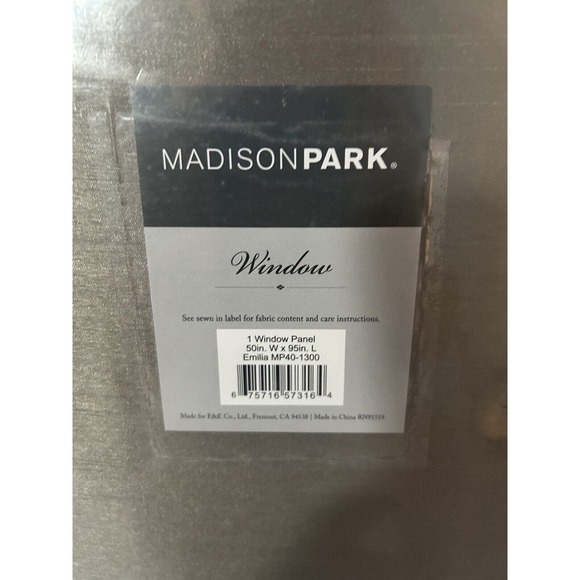 MADISONPARK®
Window
See sewn in label for fabric content and care instructions.
1 Window Panel
50in. W x 95in. L
Emilia MP40-1300
6 75716 57316 4
Made for E&E Co., Ltd., Fremont, CA 94538 | Made in China RN95519